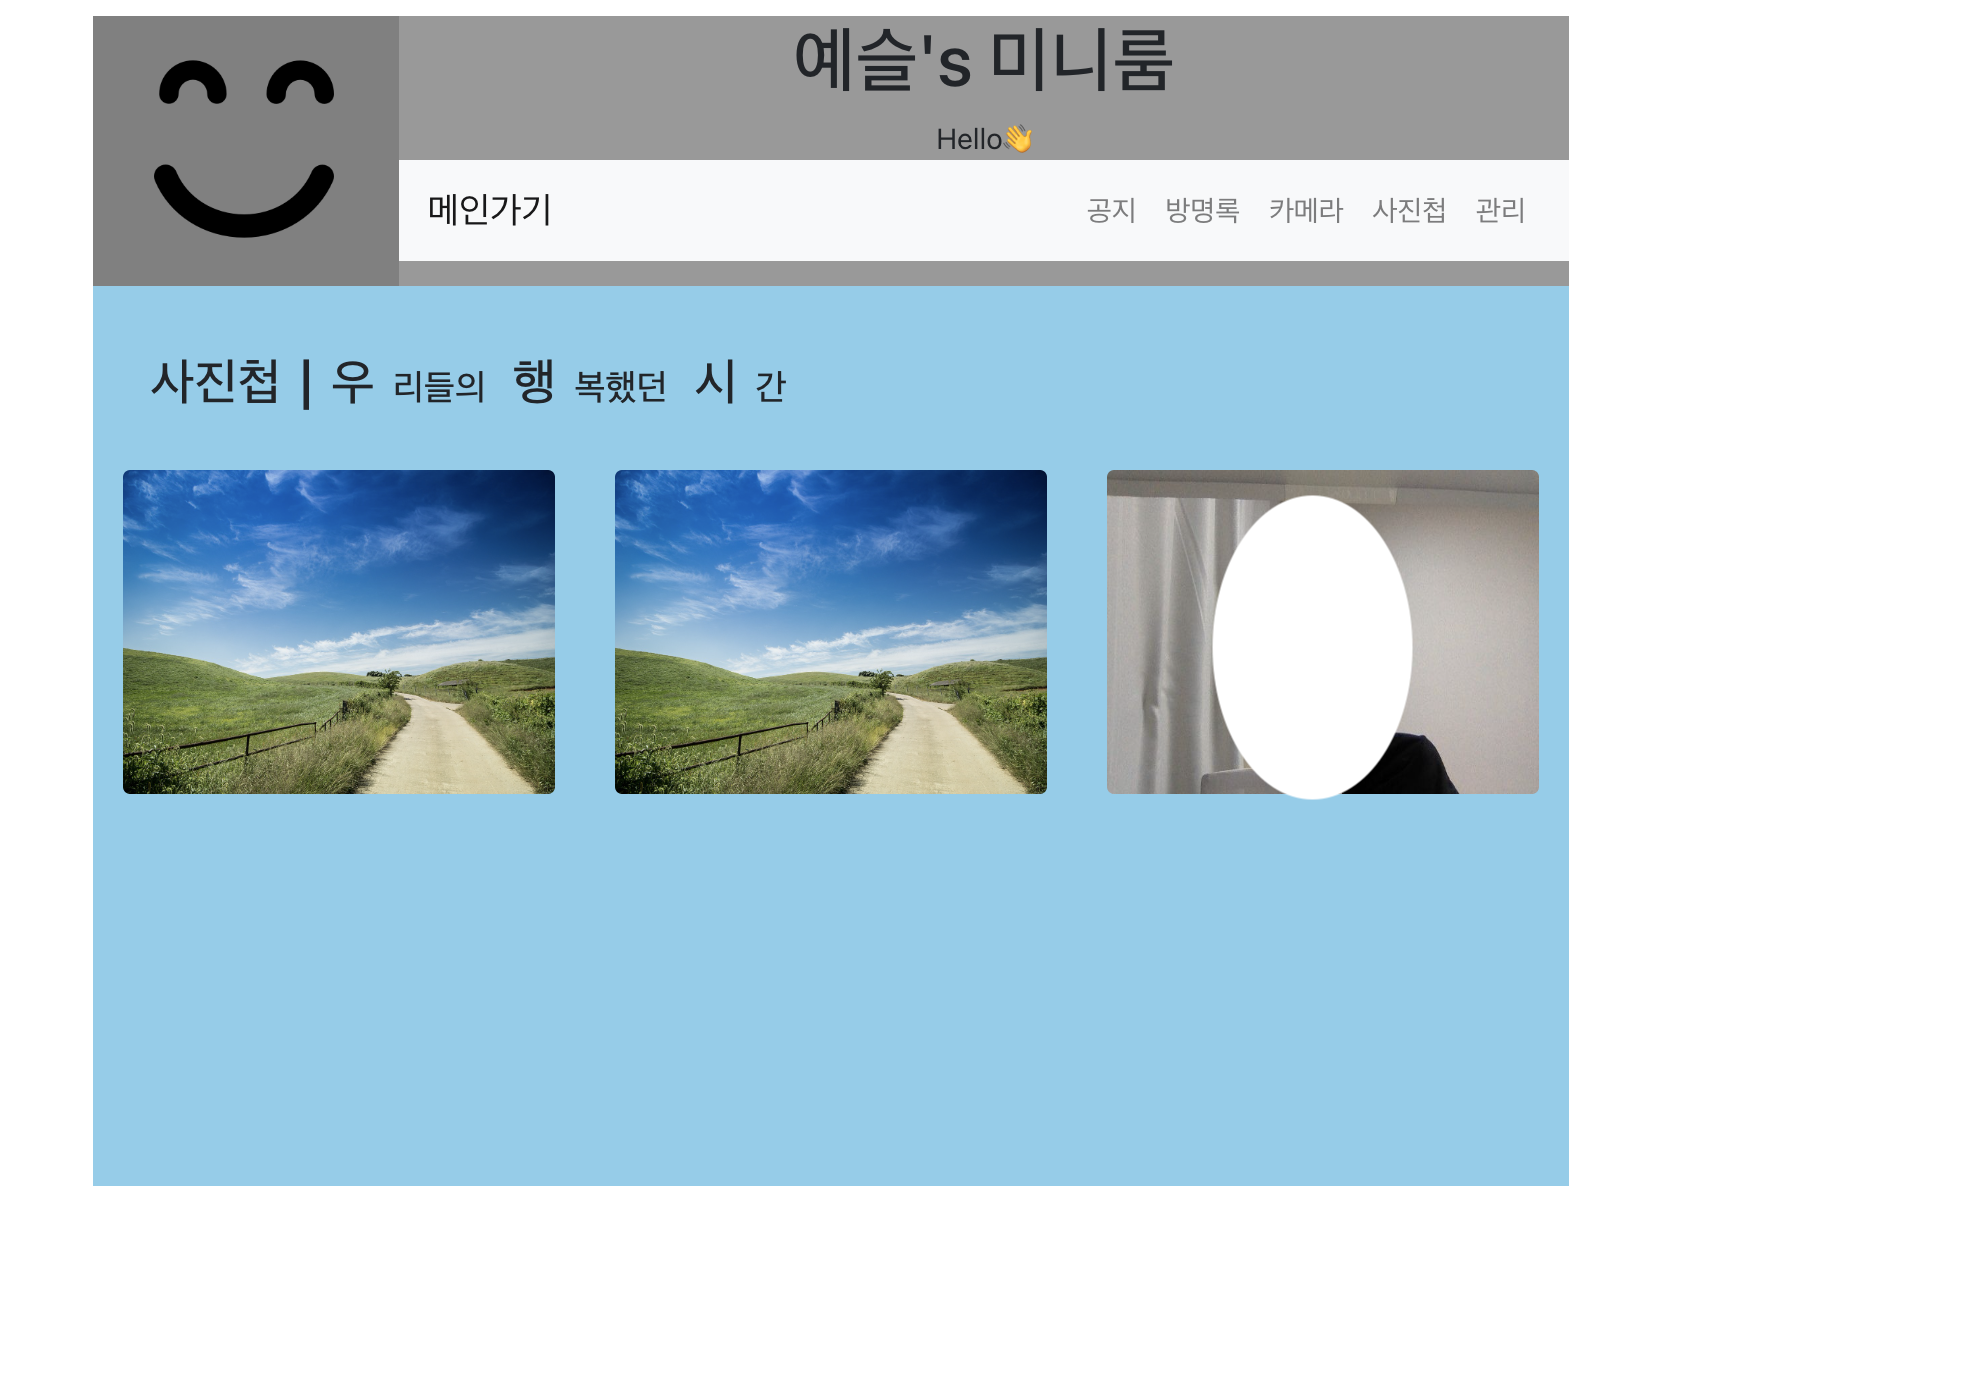 예슬's 미니룸
Hello👋
메인가기 공지 방명록 카메라 사진첩 관리
사진첩 | 우 리들의 행 복했던 시 간